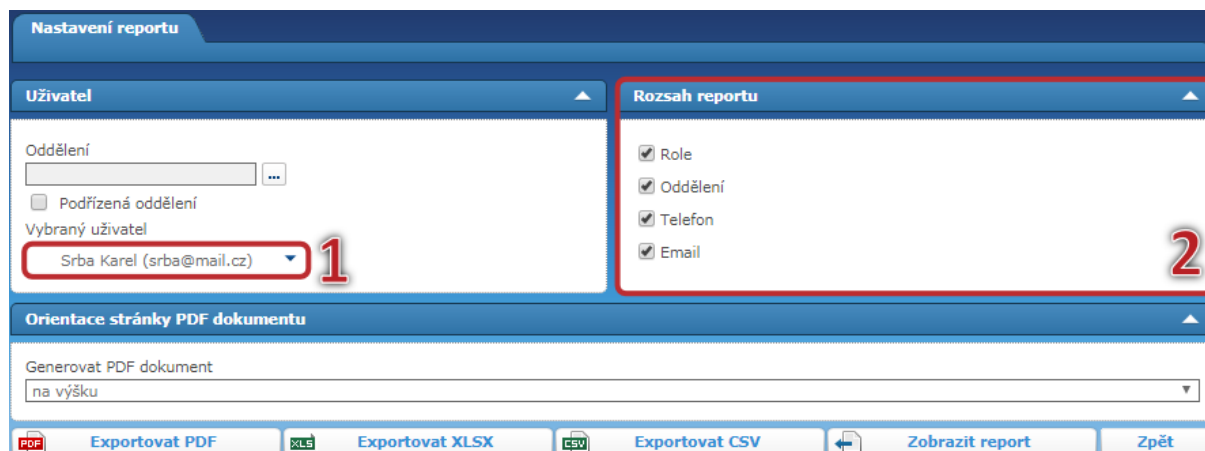 Nastavení reportu
Uživatel
Oddělení
...
Podřízená oddělení
Vybraný uživatel
Srba Karel (srba@mail.cz)
1
Rozsah reportu
Role
Oddělení
Telefon
Email
2
Orientace stránky PDF dokumentu
Generovat PDF dokument
na výšku
PDF Exportovat PDF
XLS Exportovat XLSX
CSV Exportovat CSV
Zobrazit report
Zpět